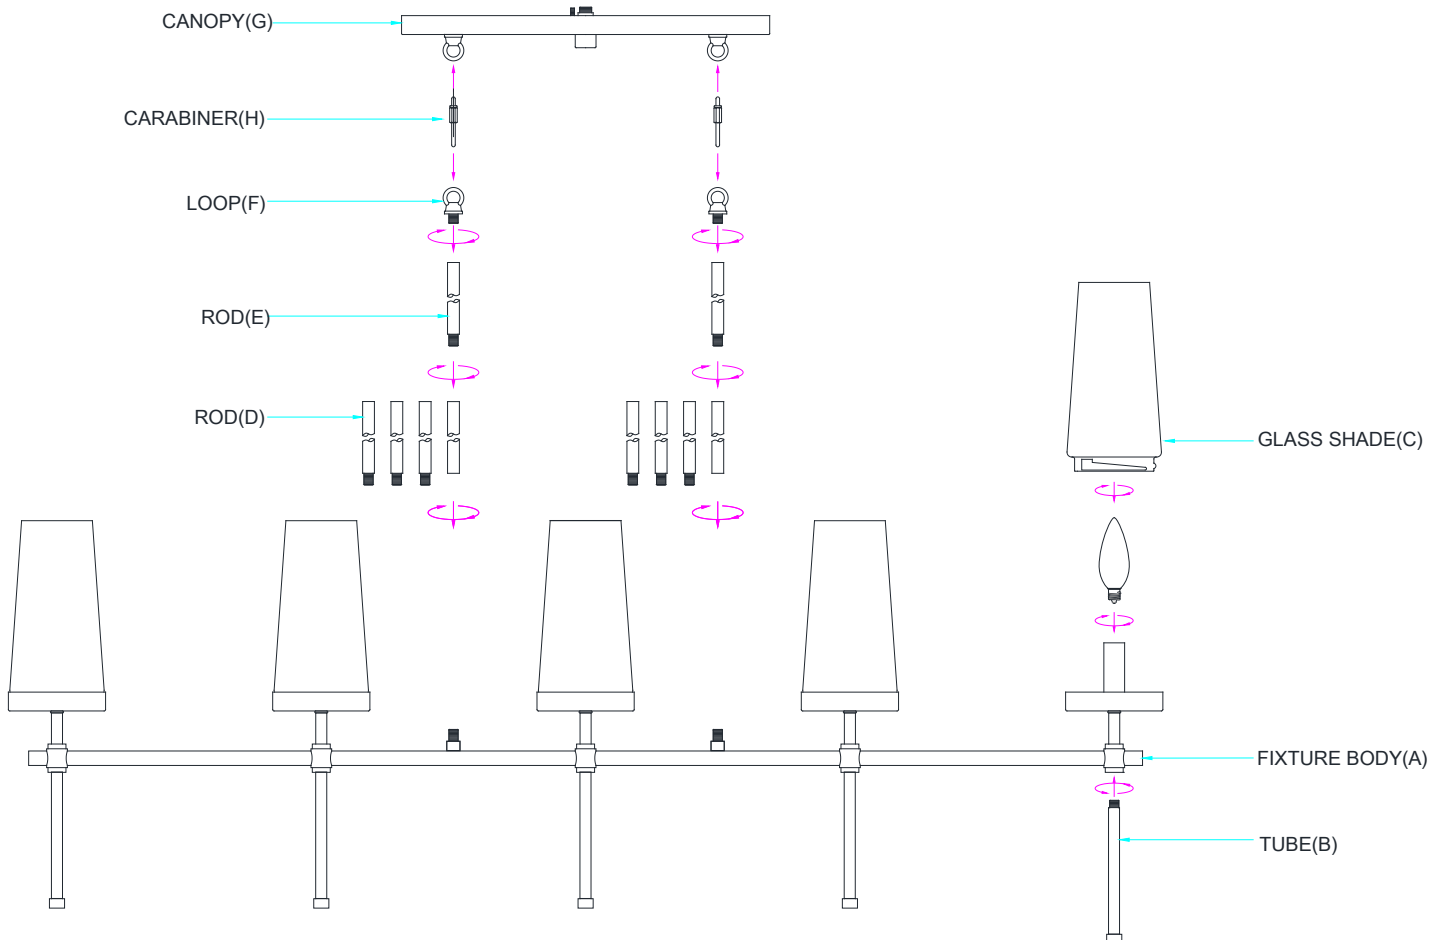 CANOPY(G)
CARABINER(H)
LOOP(F)
ROD(E)
ROD(D)
GLASS SHADE(C)
FIXTURE BODY(A)
TUBE(B)